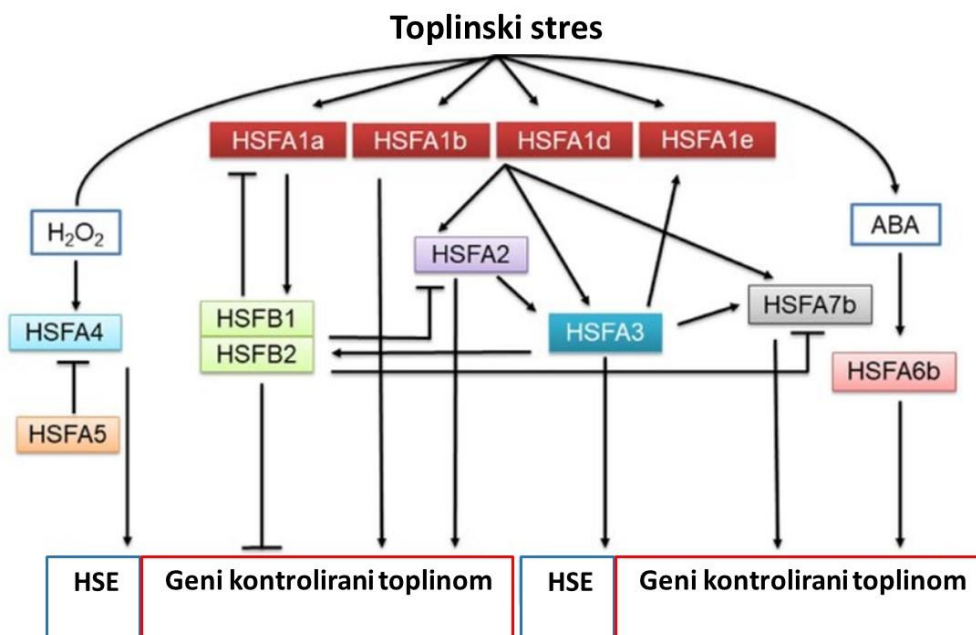 Toplinski stres
HSFA1a
HSFA1b
HSFA1d
HSFA1e
H₂O₂
ABA
HSFA2
HSFA7b
HSFB1
HSFA4
HSFA3
HSFB2
HSFA6b
HSFA5
HSE
Geni kontrolirani toplinom
HSE
Geni kontrolirani toplinom